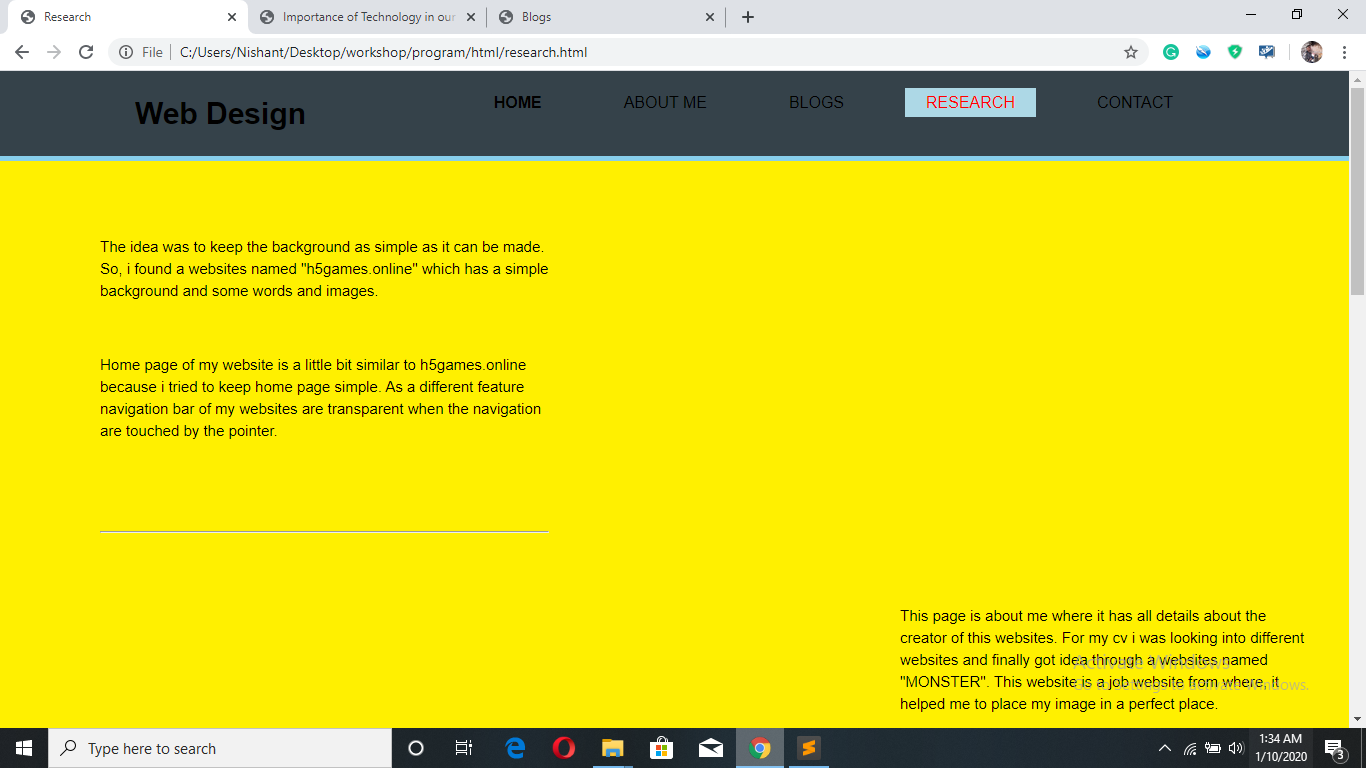 Research
Importance of Technology in our
Blogs
File
C:/Users/Nishant/Desktop/workshop/program/html/research.html
Web Design
HOME
ABOUT ME
BLOGS
RESEARCH
CONTACT
The idea was to keep the background as simple as it can be made.
So, i found a websites named "h5games.online" which has a simple
background and some words and images.
Home page of my website is a little bit similar to h5games.online
because i tried to keep home page simple. As a different feature
navigation bar of my websites are transparent when the navigation
are touched by the pointer.
This page is about me where it has all details about the
creator of this websites. For my cv i was looking into different
websites and finally got idea through a websites named
"MONSTER". This website is a job website from where, it
helped me to place my image in a perfect place.
Activate Windows
Go to Settings to activate Windows.
Type here to search
1:34 AM
1/10/2020
3